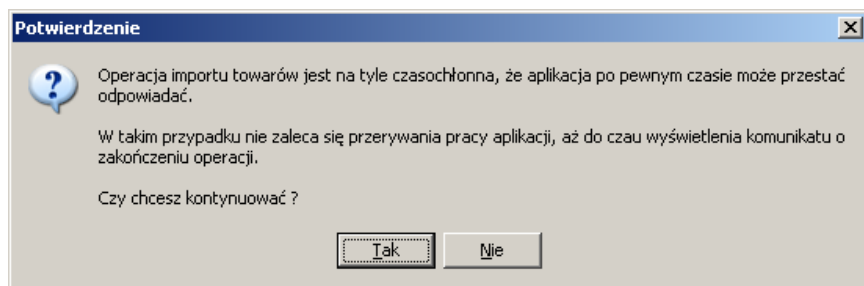 Potwierdzenie
Operacja importu towarów jest na tyle czasochłonna, że aplikacja po pewnym czasie może przestać
odpowiadać.
W takim przypadku nie zaleca się przerywania pracy aplikacji, aż do czau wyświetlenia komunikatu o
zakończeniu operacji.
Czy chcesz kontynuować ?
Tak Nie